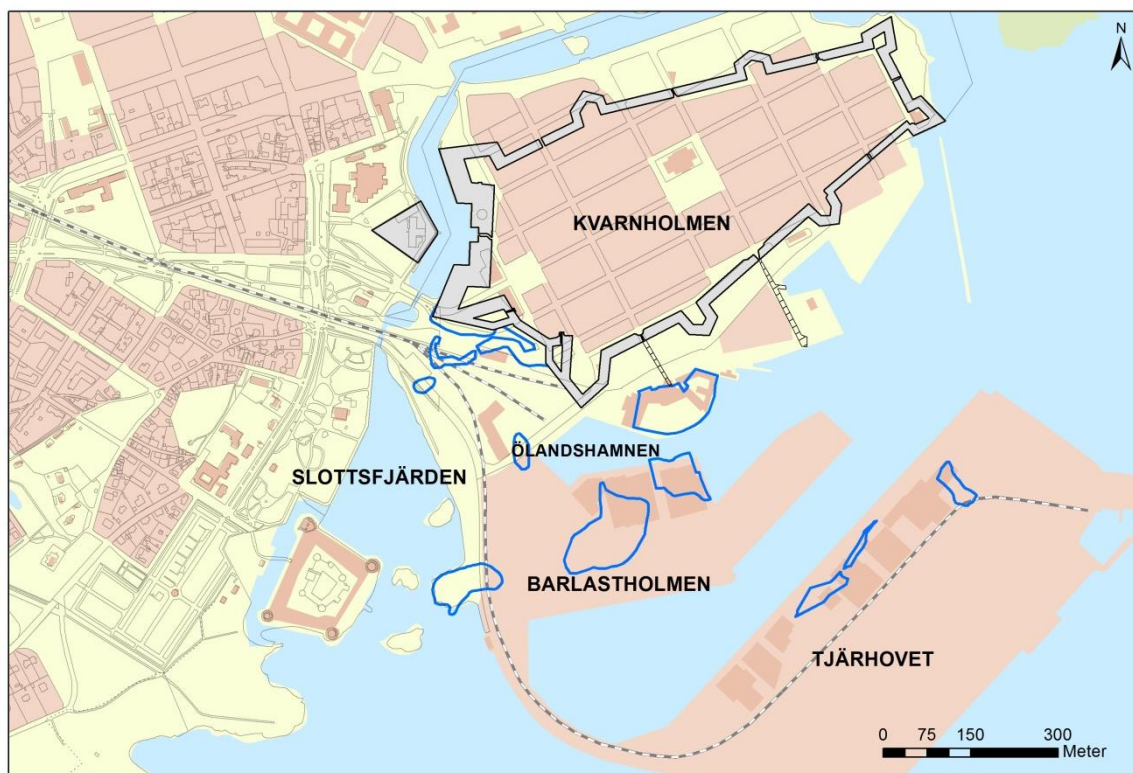 N
KVARNHOLMEN
ÖLANDSHAMNEN
SLOTTSFJÄRDEN
BARLASTHOLMEN
TJÄRHOVET
0 75 150 300
Meter